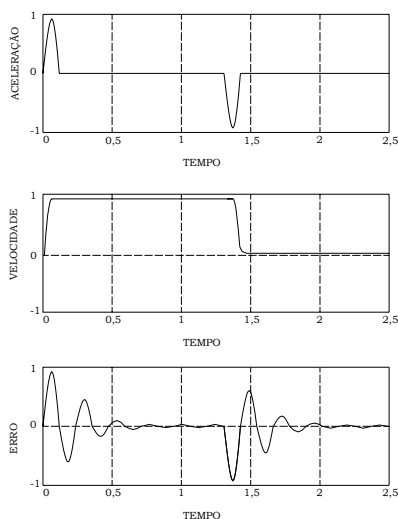 ACELERAÇÃO
1
0
-1
0 0,5 1 1,5 2 2,5
TEMPO
VELOCIDADE
1
0
-1
0 0,5 1 1,5 2 2,5
TEMPO
ERRO
1
0
-1
0 0,5 1 1,5 2 2,5
TEMPO